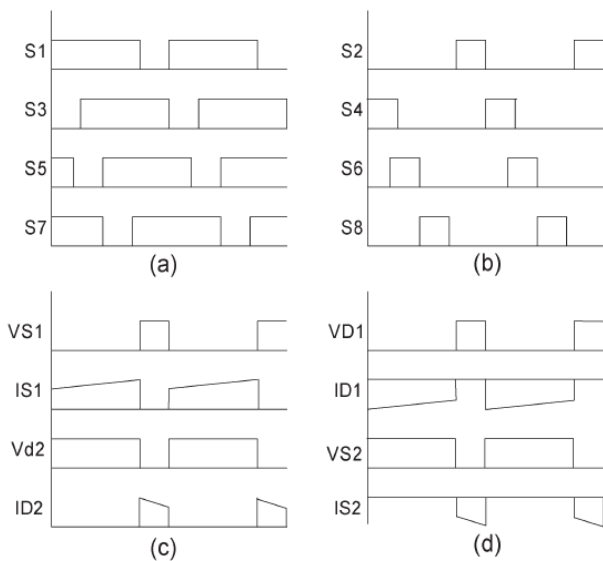 S1
S3
S5
S7
(a)
S2
S4
S6
S8
(b)
VS1
IS1
Vd2
ID2
(c)
VD1
ID1
VS2
IS2
(d)